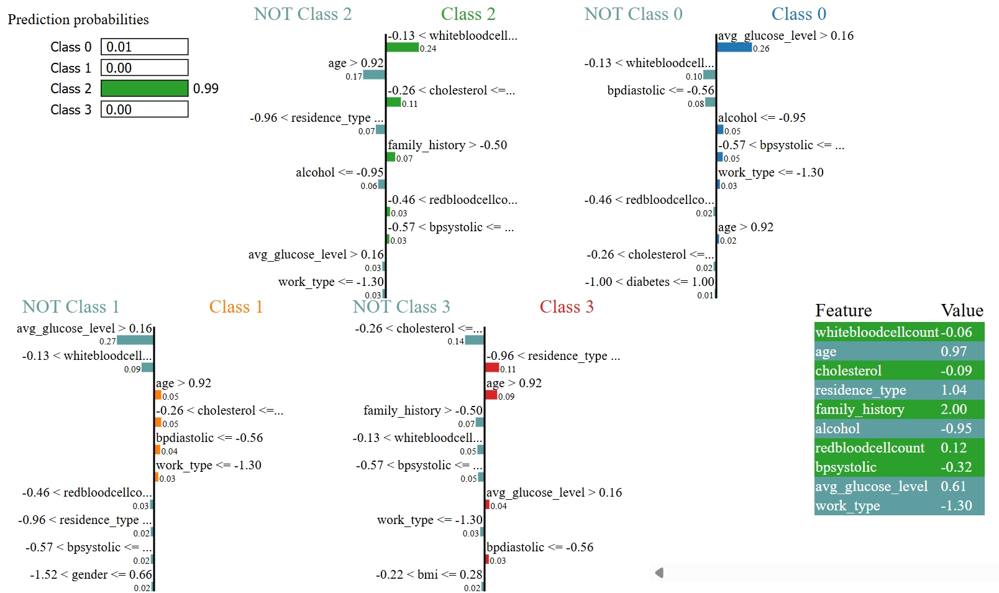 Prediction probabilities
Class 0 0.01
Class 1 0.00
Class 2 0.99
Class 3 0.00
NOT Class 2 Class 2
-0.13 < whitebloodcell...
0.24
age > 0.92
0.17
-0.26 < cholesterol <=...
0.11
-0.96 < residence_type ...
0.07
family_history > -0.50
0.07
alcohol <= -0.95
0.06
-0.46 < redbloodcellco...
0.03
-0.57 < bpsystolic <= ...
0.03
avg_glucose_level > 0.16
0.03
work_type <= -1.30
0.03
NOT Class 0 Class 0
avg_glucose_level > 0.16
0.26
-0.13 < whitebloodcell...
0.10
bpdiastolic <= -0.56
0.08
alcohol <= -0.95
0.05
-0.57 < bpsystolic <= ...
0.05
work_type <= -1.30
0.03
-0.46 < redbloodcellco...
0.02
age > 0.92
0.02
-0.26 < cholesterol <=...
0.02
-1.00 < diabetes <= 1.00
0.01
NOT Class 1 Class 1
avg_glucose_level > 0.16
0.27
-0.13 < whitebloodcell...
0.09
age > 0.92
0.05
-0.26 < cholesterol <=...
0.05
bpdiastolic <= -0.56
0.04
work_type <= -1.30
0.03
-0.46 < redbloodcellco...
0.03
-0.96 < residence_type ...
0.02
-0.57 < bpsystolic <= ...
0.02
-1.52 < gender <= 0.66
0.02
NOT Class 3 Class 3
-0.26 < cholesterol <=...
0.14
-0.96 < residence_type ...
0.11
age > 0.92
0.09
family_history > -0.50
0.07
-0.13 < whitebloodcell...
0.05
-0.57 < bpsystolic <= ...
0.05
avg_glucose_level > 0.16
0.04
work_type <= -1.30
0.03
bpdiastolic <= -0.56
0.03
-0.22 < bmi <= 0.28
0.02
Feature Value
whitebloodcellcount -0.06
age 0.97
cholesterol -0.09
residence_type 1.04
family_history 2.00
alcohol -0.95
redbloodcellcount 0.12
bpsystolic -0.32
avg_glucose_level 0.61
work_type -1.30